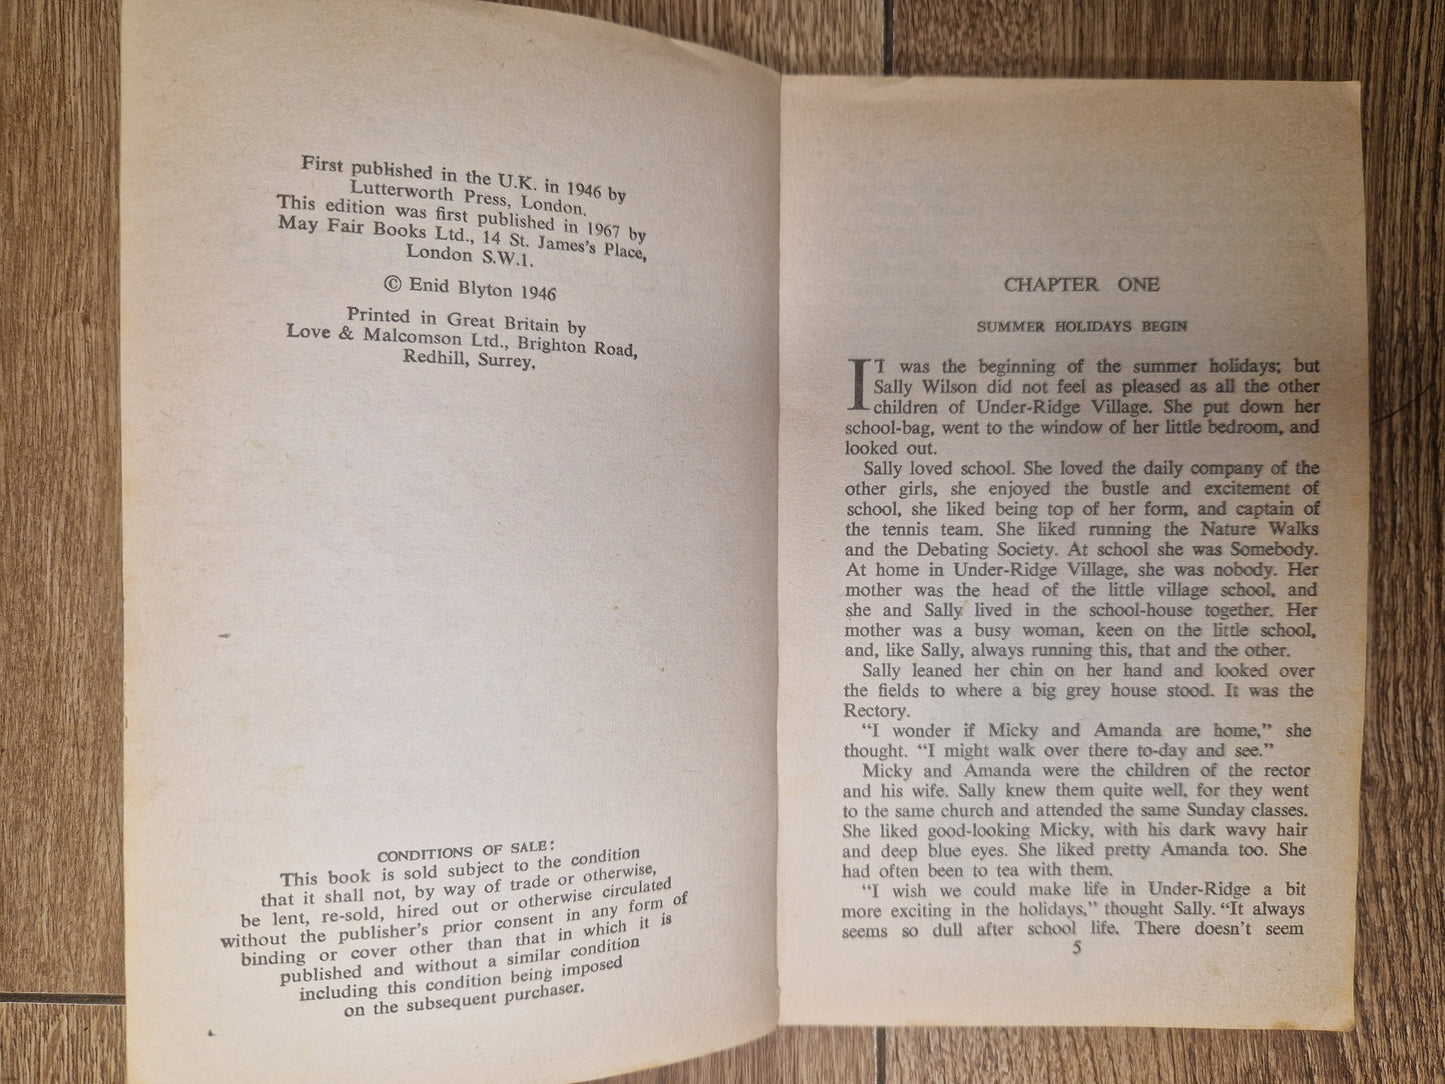 First published in the U.K. in 1946 by
Lutterworth Press, London.
This edition was first published in 1967 by
May Fair Books Ltd., 14 St. James's Place,
London S.W.1.
© Enid Blyton 1946
Printed in Great Britain by
Love & Malcomson Ltd., Brighton Road,
Redhill, Surrey.
CONDITIONS OF SALE:
This book is sold subject to the condition
that it shall not, by way of trade or otherwise,
be lent, re-sold, hired out or otherwise circulated
without the publisher's prior consent in any form of
binding or cover other than that in which it is
published and without a similar condition
including this condition being imposed
on the subsequent purchaser.
CHAPTER ONE
SUMMER HOLIDAYS BEGIN
IT was the beginning of the summer holidays; but
Sally Wilson did not feel as pleased as all the other
children of Under-Ridge Village. She put down her
school-bag, went to the window of her little bedroom, and
looked out.
Sally loved school. She loved the daily company of the
other girls, she enjoyed the bustle and excitement of
school, she liked being top of her form, and captain of
the tennis team. She liked running the Nature Walks
and the Debating Society. At school she was Somebody.
At home in Under-Ridge Village, she was nobody. Her
mother was the head of the little village school, and
she and Sally lived in the school-house together. Her
mother was a busy woman, keen on the little school,
and, like Sally, always running this, that and the other.
Sally leaned her chin on her hand and looked over
the fields to where a big grey house stood. It was the
Rectory.
"I wonder if Micky and Amanda are home," she
thought. "I might walk over there to-day and see."
Micky and Amanda were the children of the rector
and his wife. Sally knew them quite well, for they went
to the same church and attended the same Sunday classes.
She liked good-looking Micky, with his dark wavy hair
and deep blue eyes. She liked pretty Amanda too. She
had often been to tea with them.
"I wish we could make life in Under-Ridge a bit
more exciting in the holidays," thought Sally. "It always
seems so dull after school life. There doesn't seem
5